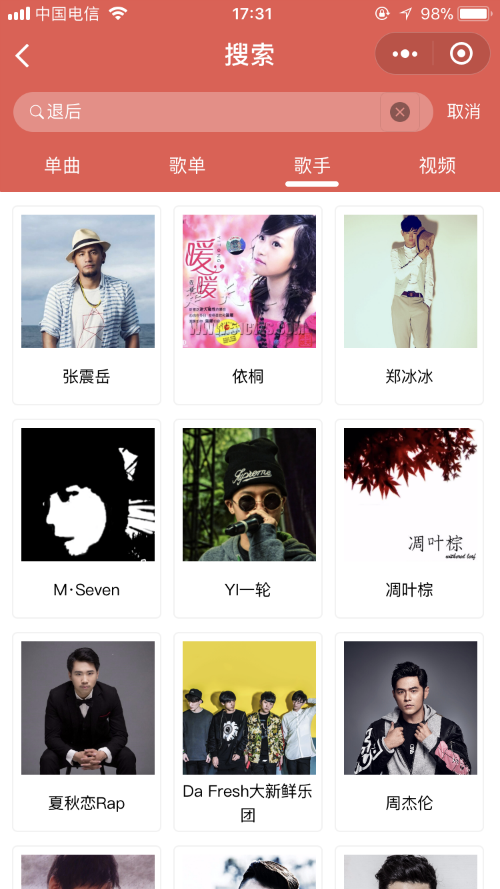 中国电信
17:31
98%
搜索
退后
取消
单曲
歌单
歌手
视频
暖
暖
张震岳
依桐
郑冰冰
Supreme
凋叶棕
withered leaf
M·Seven
YI一轮
凋叶棕
夏秋恋Rap
Da Fresh大新鲜乐
团
周杰伦